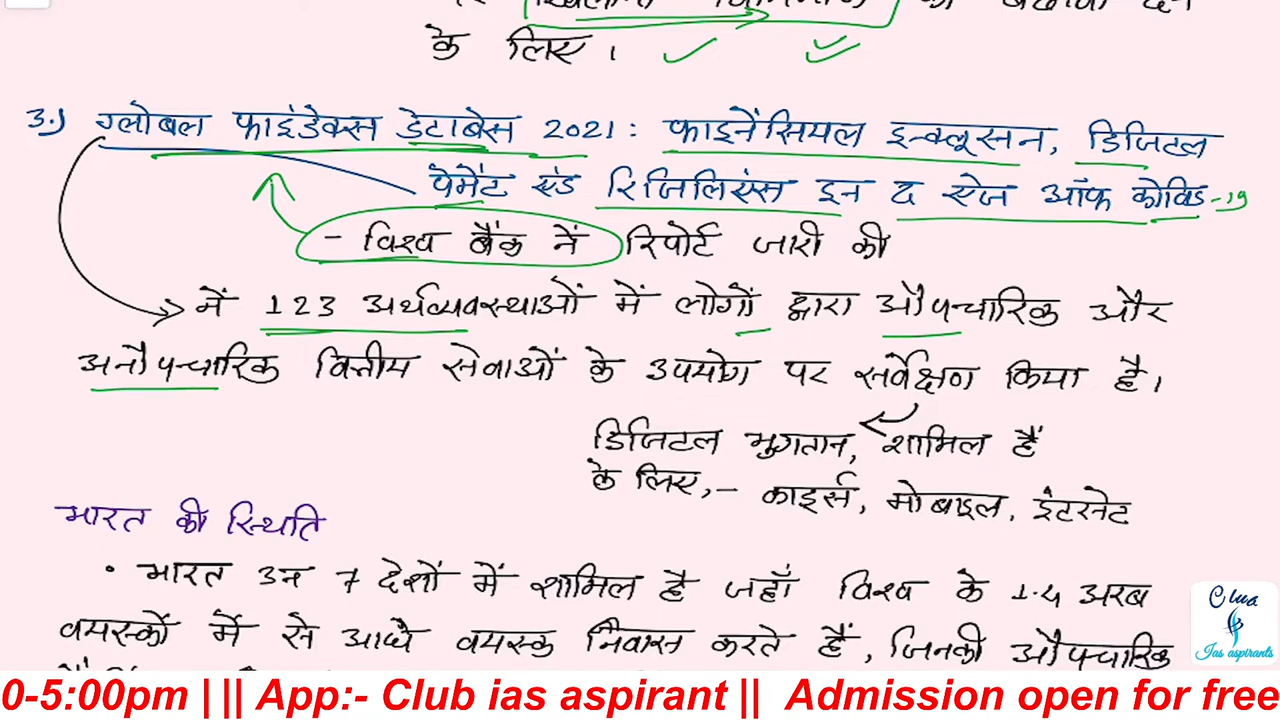 के लिए।
3.) ग्लोबल फाइंडेक्स डेटाबेस 2021: फाइनेंसियल इन्क्लूसन, डिजिटल
पेमेंट एंड रिजिलिएंस इन द ऐज ऑफ कोविड-19
- विश्व बैंक नें रिपोर्ट जारी की
में 123 अर्थव्यवस्थाओं में लोगों द्वारा औपचारिक और
अनौपचारिक वित्तीय सेवाओं के उपयोग पर सर्वेक्षण किया है।
डिजिटल भुगतान, शामिल हैं
के लिए,- कार्ड्स, मोबाइल, इंटरनेट
भारत की स्थिति
• भारत उन 7 देशों में शामिल है जहाँ विश्व के 1.4 अरब
वयस्कों में से आधे वयस्क निवास करते हैं, जिनकी औपचारिक
Club
Ias aspirants
0-5:00pm | || App:- Club ias aspirant || Admission open for free